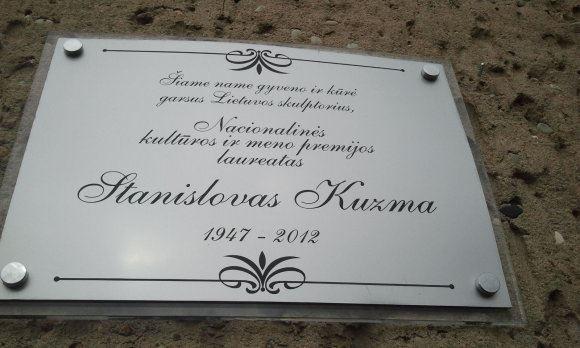 Šiame name gyveno ir kūrė
garsus Lietuvos skulptorius,
Nacionalinės
kultūros ir meno premijos
laureatas
Stanislovas Kuzma
1947 - 2012